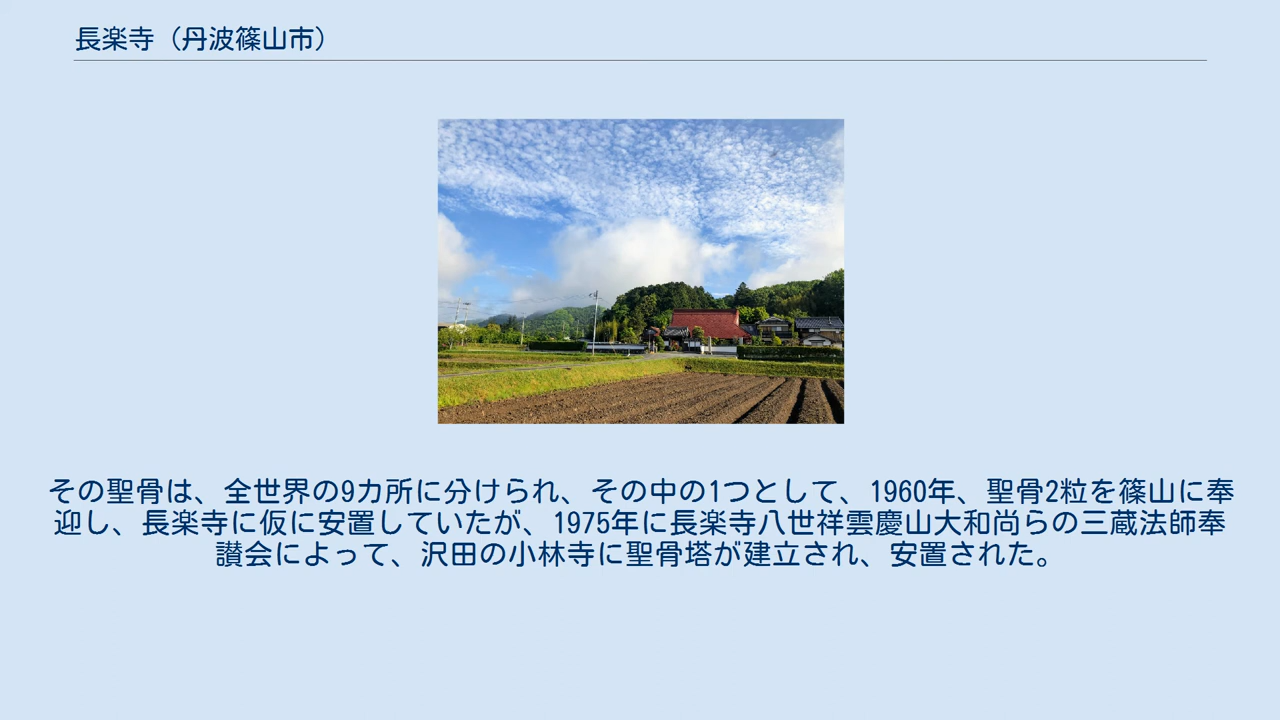 長楽寺（丹波篠山市）
その聖骨は、全世界の9カ所に分けられ、その中の1つとして、1960年、聖骨2粒を篠山に奉
迎し、長楽寺に仮に安置していたが、1975年に長楽寺八世祥雲慶山大和尚らの三蔵法師奉
讃会によって、沢田の小林寺に聖骨塔が建立され、安置された。